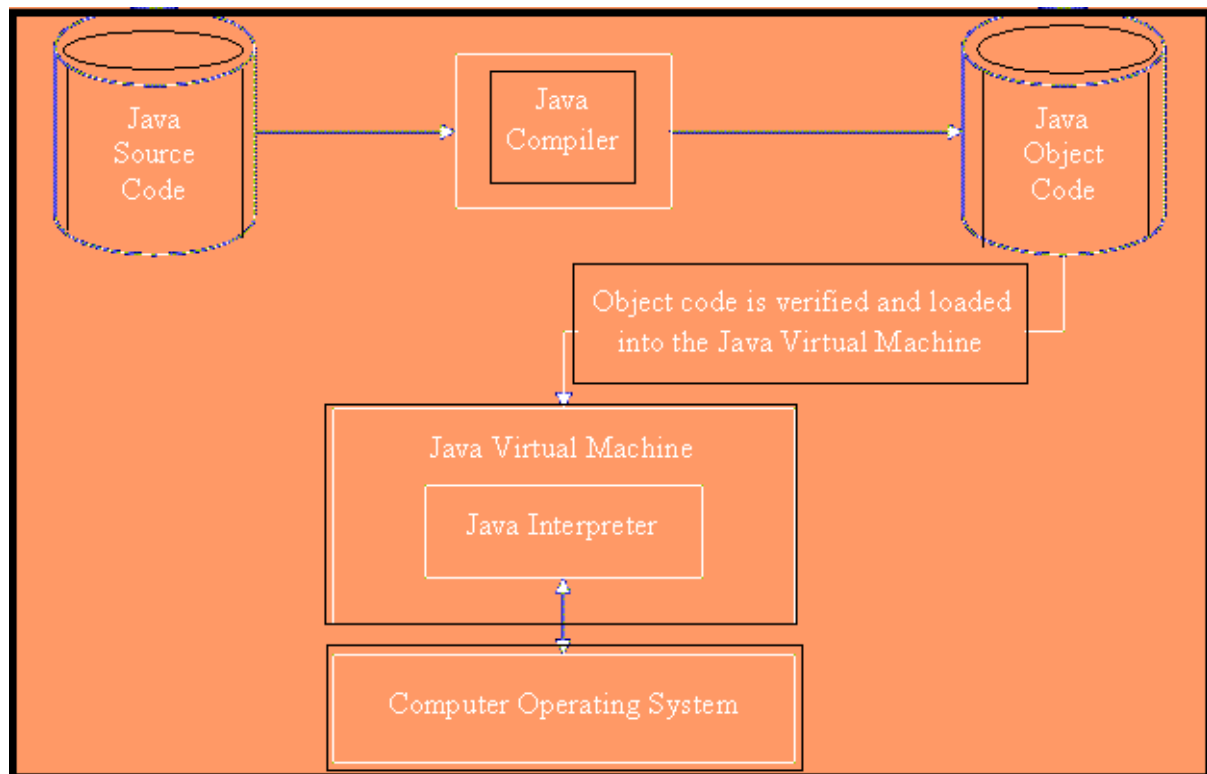 Java
Source
Code
Java
Compiler
Java
Object
Code
Object code is verified and loaded
into the Java Virtual Machine
Java Virtual Machine
Java Interpreter
Computer Operating System